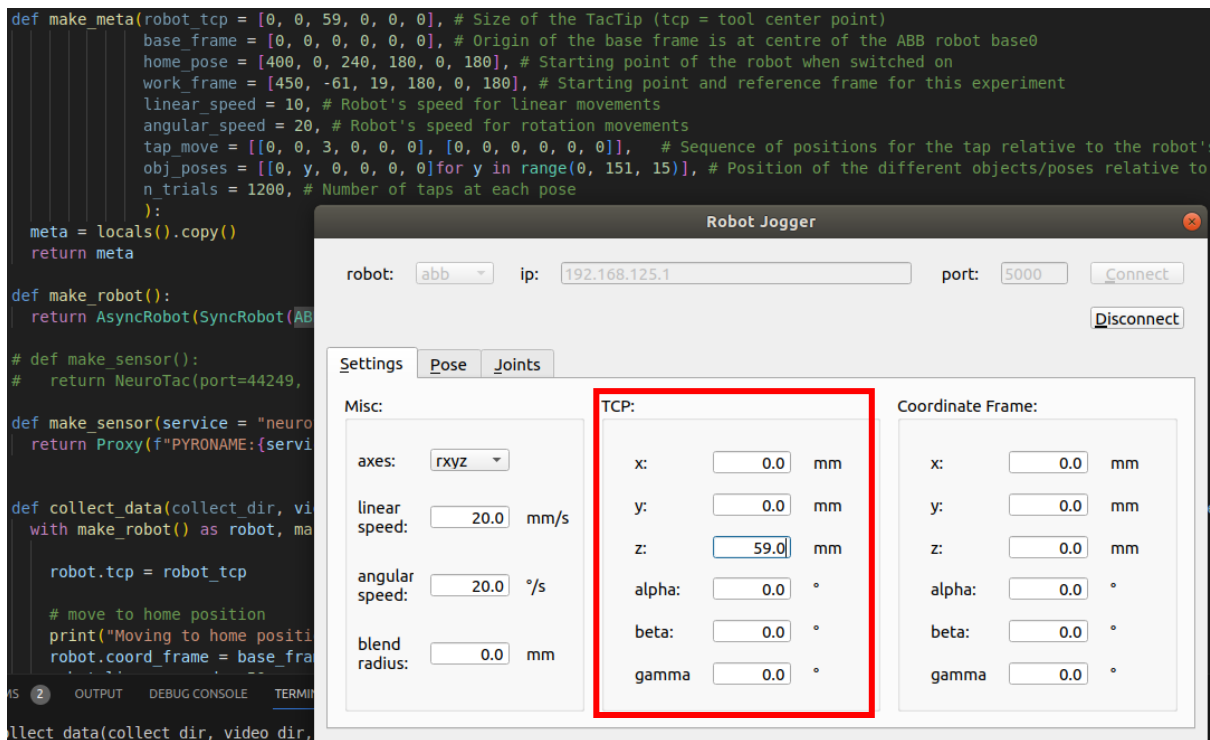 def make_meta(robot_tcp = [0, 0, 59, 0, 0, 0], # Size of the TacTip (tcp = tool center point)
base_frame = [0, 0, 0, 0, 0, 0], # Origin of the base frame is at centre of the ABB robot base0
home_pose = [400, 0, 240, 180, 0, 180], # Starting point of the robot when switched on
work_frame = [450, -61, 19, 180, 0, 180], # Starting point and reference frame for this experiment
linear_speed = 10, # Robot's speed for linear movements
angular_speed = 20, # Robot's speed for rotation movements
tap_move = [[0, 0, 3, 0, 0, 0], [0, 0, 0, 0, 0, 0]],   # Sequence of positions for the tap relative to the robot's
obj_poses = [[0, y, 0, 0, 0, 0]for y in range(0, 151, 15)], # Position of the different objects/poses relative to
n_trials = 1200, # Number of taps at each pose
):
meta = locals().copy()
return meta
def make_robot():
return AsyncRobot(SyncRobot(AB
# def make_sensor():
#   return NeuroTac(port=44249,
def make_sensor(service = "neuro
return Proxy(f"PYRONAME:{servi
def collect_data(collect_dir, vi
with make_robot() as robot, ma
robot.tcp = robot_tcp
# move to home position
print("Moving to home positi
robot.coord_frame = base_fra
MS 2 OUTPUT DEBUG CONSOLE TERMIN
ollect_data(collect_dir, video_dir,
Robot Jogger
robot: abb ip: 192.168.125.1 port: 5000 Connect
Disconnect
Settings Pose Joints
Misc:
axes: rxyz
linear speed: 20.0 mm/s
angular speed: 20.0 °/s
blend radius: 0.0 mm
TCP:
x: 0.0 mm
y: 0.0 mm
z: 59.0 mm
alpha: 0.0 °
beta: 0.0 °
gamma 0.0 °
Coordinate Frame:
x: 0.0 mm
y: 0.0 mm
z: 0.0 mm
alpha: 0.0 °
beta: 0.0 °
gamma 0.0 °